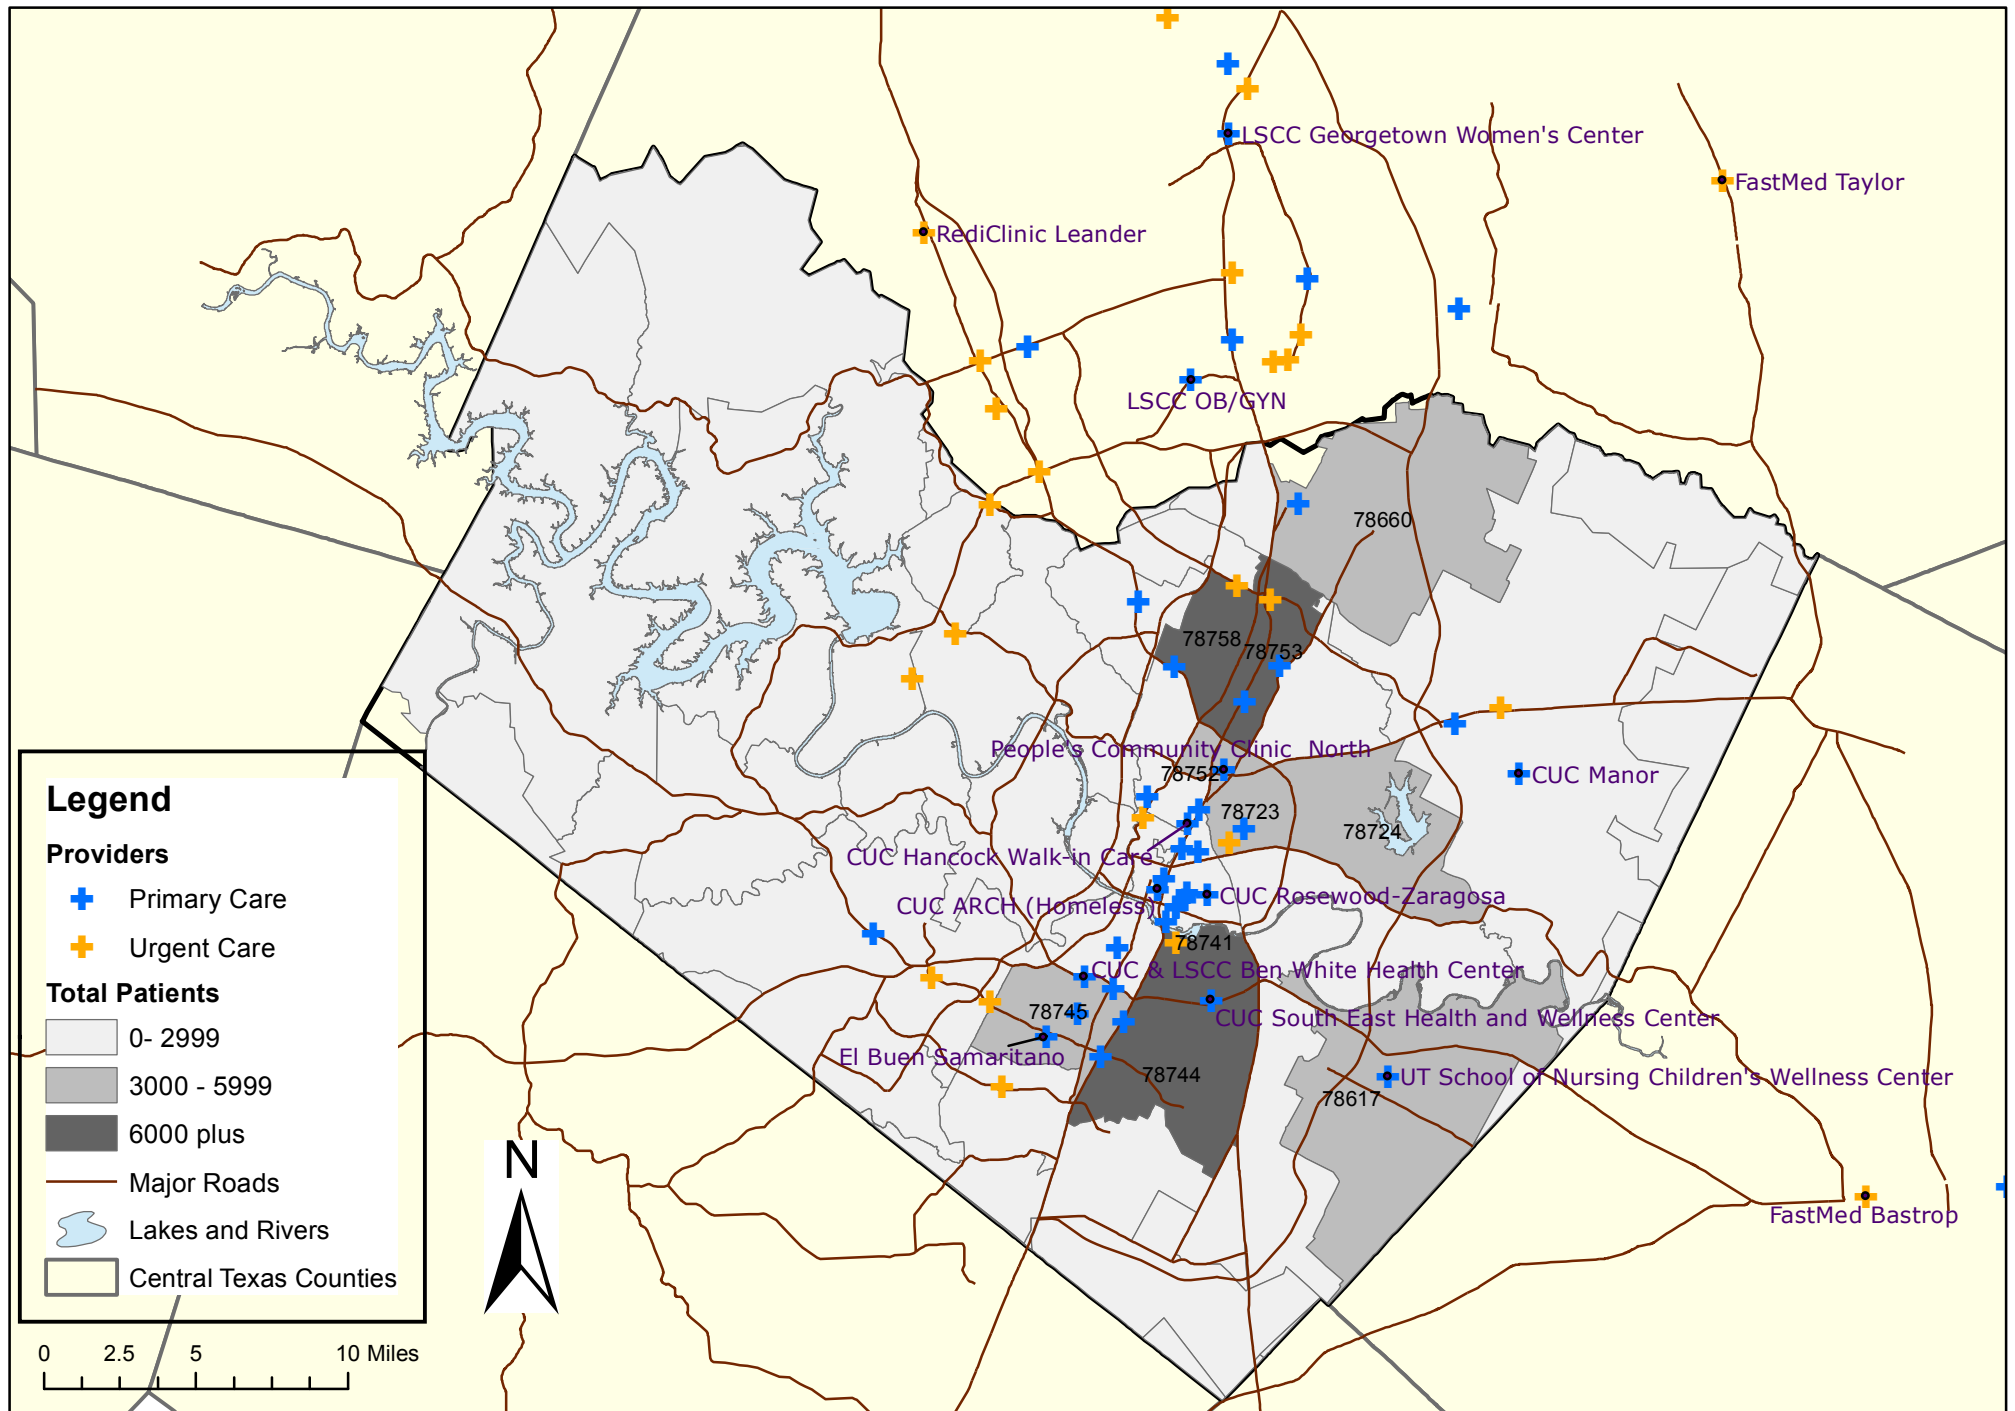 LSCC Georgetown Women's Center
FastMed Taylor
RediClinic Leander
LSCC OB/GYN
78660
78758
78753
People's Community Clinic North
78752
CUC Manor
78723
78724
CUC Hancock Walk-in Care
CUC Rosewood-Zaragosa
CUC ARCH (Homeless)
78741
CUC & LSCC Ben White Health Center
78745
CUC South East Health and Wellness Center
El Buen Samaritano
78744
UT School of Nursing Children's Wellness Center
78617
FastMed Bastrop
Legend
Providers
Primary Care
Urgent Care
Total Patients
0- 2999
3000 - 5999
6000 plus
Major Roads
Lakes and Rivers
Central Texas Counties
N
0 2.5 5 10 Miles